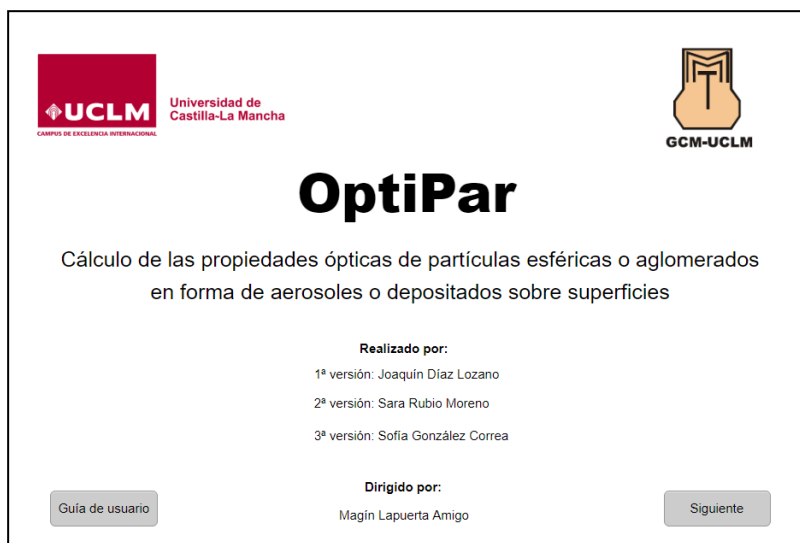 UCLM
CAMPUS DE EXCELENCIA INTERNACIONAL
Universidad de
Castilla-La Mancha
GCM-UCLM
OptiPar
Cálculo de las propiedades ópticas de partículas esféricas o aglomerados
en forma de aerosoles o depositados sobre superficies
Realizado por:
1ª versión: Joaquín Díaz Lozano
2ª versión: Sara Rubio Moreno
3ª versión: Sofía González Correa
Dirigido por:
Magín Lapuerta Amigo
Guía de usuario
Siguiente